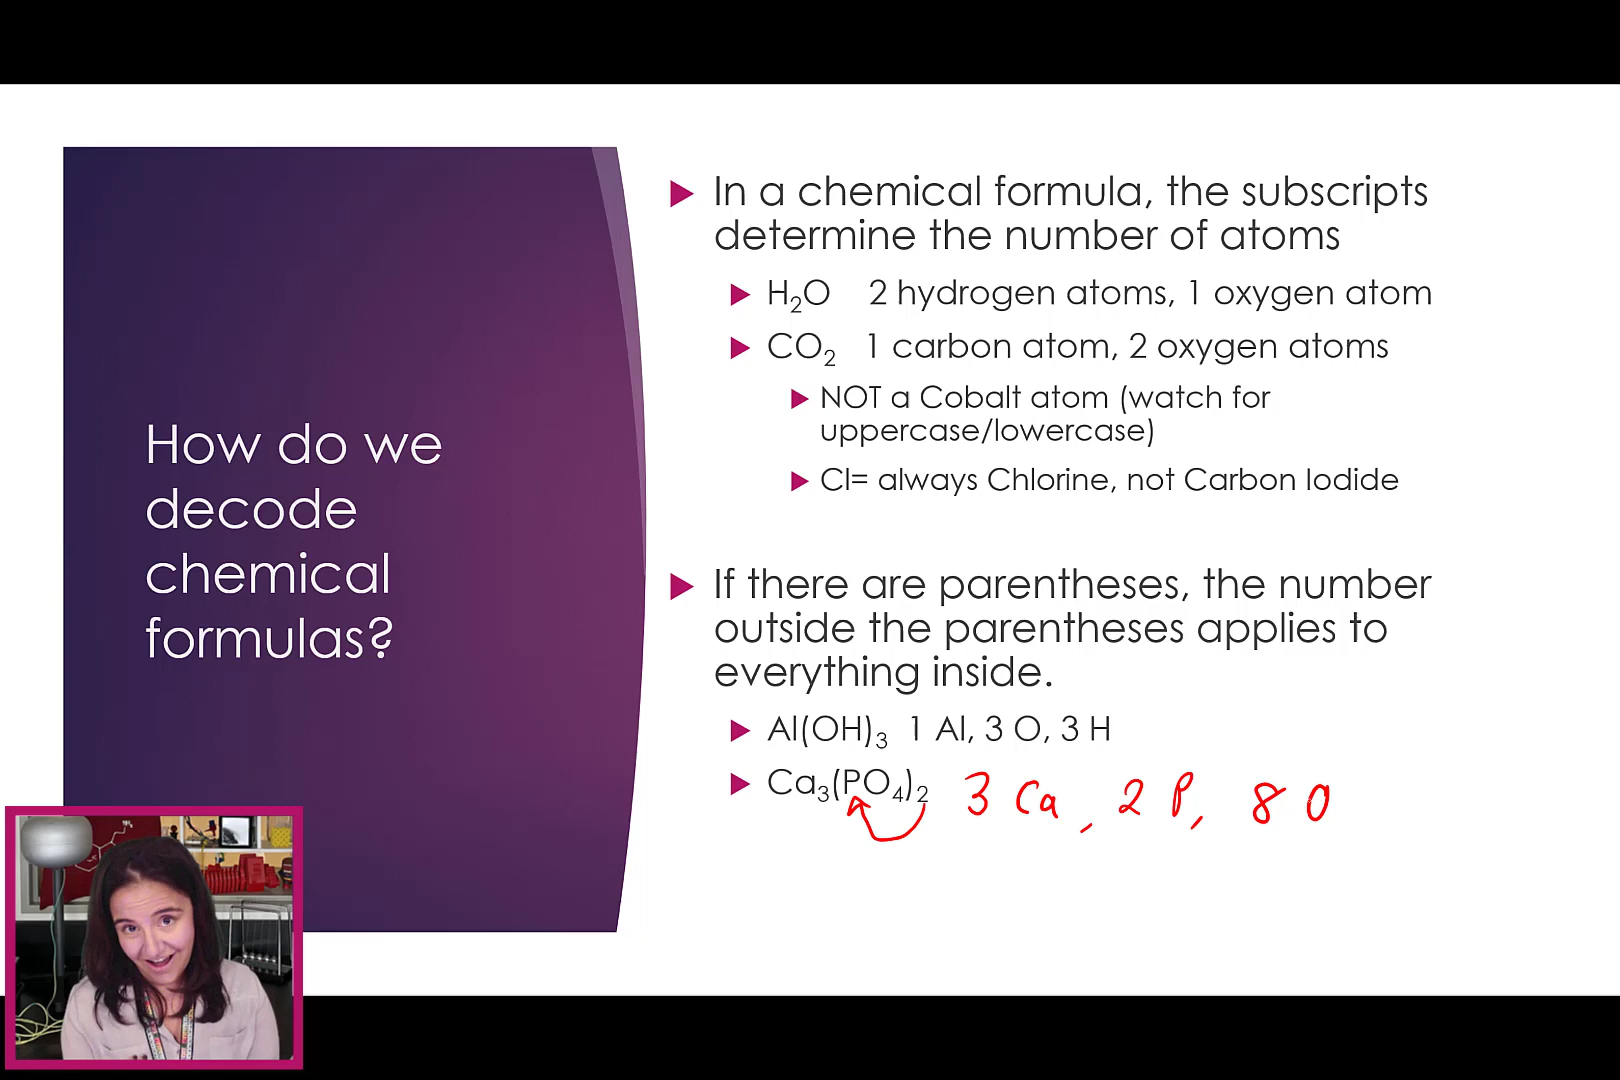 How do we
decode
chemical
formulas?
In a chemical formula, the subscripts
determine the number of atoms
H₂O 2 hydrogen atoms, 1 oxygen atom
CO₂ 1 carbon atom, 2 oxygen atoms
NOT a Cobalt atom (watch for
uppercase/lowercase)
Cl= always Chlorine, not Carbon Iodide
If there are parentheses, the number
outside the parentheses applies to
everything inside.
Al(OH)₃ 1 Al, 3 O, 3 H
Ca₃(PO₄)₂ 3 Ca, 2 P, 8 O